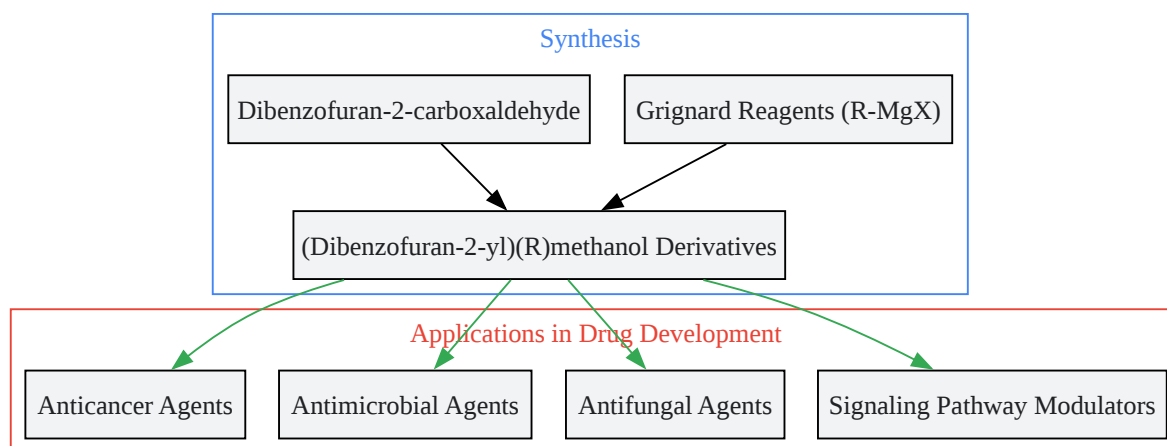 Synthesis
Dibenzofuran-2-carboxaldehyde
Grignard Reagents (R-MgX)
(Dibenzofuran-2-yl)(R)methanol Derivatives
Applications in Drug Development
Anticancer Agents
Antimicrobial Agents
Antifungal Agents
Signaling Pathway Modulators